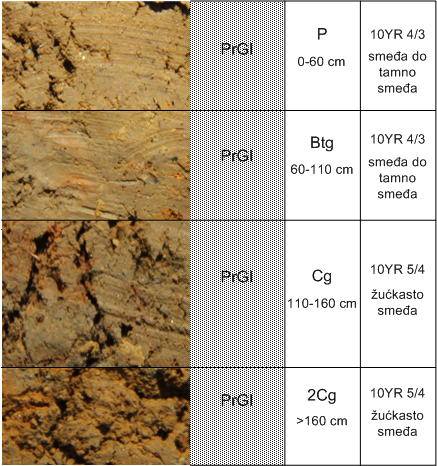 PrGl
P
0-60 cm
10YR 4/3
smeđa do
tamno
smeđa
PrGl
Btg
60-110 cm
10YR 4/3
smeđa do
tamno
smeđa
PrGl
Cg
110-160 cm
10YR 5/4
žućkasto
smeđa
PrGl
2Cg
>160 cm
10YR 5/4
žućkasto
smeđa